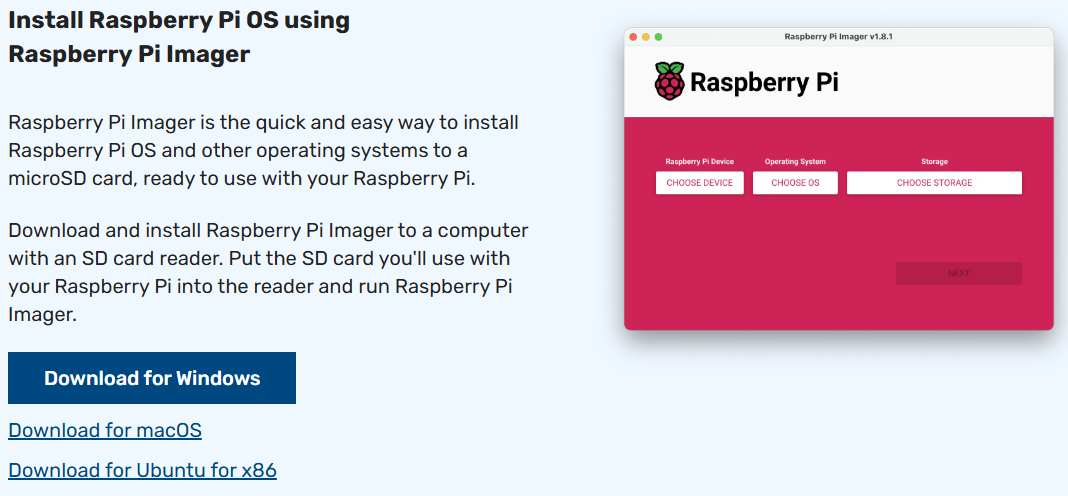 Install Raspberry Pi OS using
Raspberry Pi Imager
Raspberry Pi Imager is the quick and easy way to install
Raspberry Pi OS and other operating systems to a
microSD card, ready to use with your Raspberry Pi.
Download and install Raspberry Pi Imager to a computer
with an SD card reader. Put the SD card you'll use with
your Raspberry Pi into the reader and run Raspberry Pi
Imager.
Download for Windows
Download for macOS
Download for Ubuntu for x86
Raspberry Pi Imager v1.8.1
Raspberry Pi
Raspberry Pi Device Operating System Storage
CHOOSE DEVICE CHOOSE OS CHOOSE STORAGE
NEXT